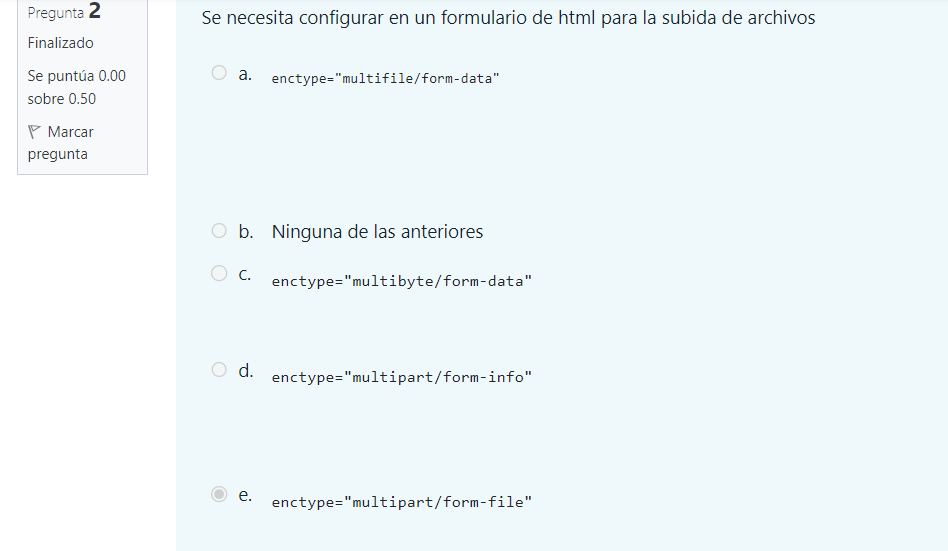 Pregunta 2
Finalizado
Se puntúa 0.00
sobre 0.50
Marcar
pregunta
Se necesita configurar en un formulario de html para la subida de archivos
a. enctype="multifile/form-data"
b. Ninguna de las anteriores
c. enctype="multibyte/form-data"
d. enctype="multipart/form-info"
e. enctype="multipart/form-file"